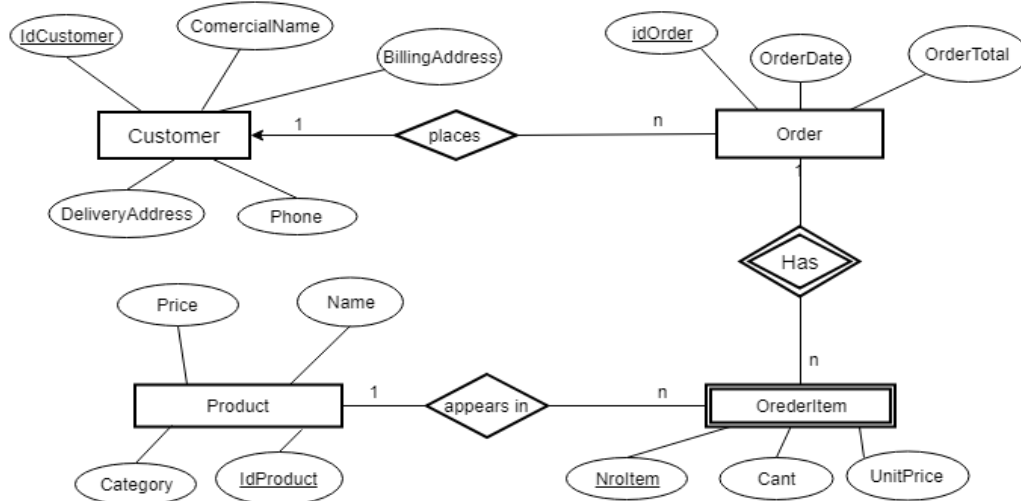 IdCustomer
ComercialName
BillingAddress
idOrder
OrderDate
OrderTotal
Customer
1
places
n
Order
1
DeliveryAddress
Phone
Has
Price
Name
n
Product
1
appears in
n
OrederItem
Category
IdProduct
NroItem
Cant
UnitPrice